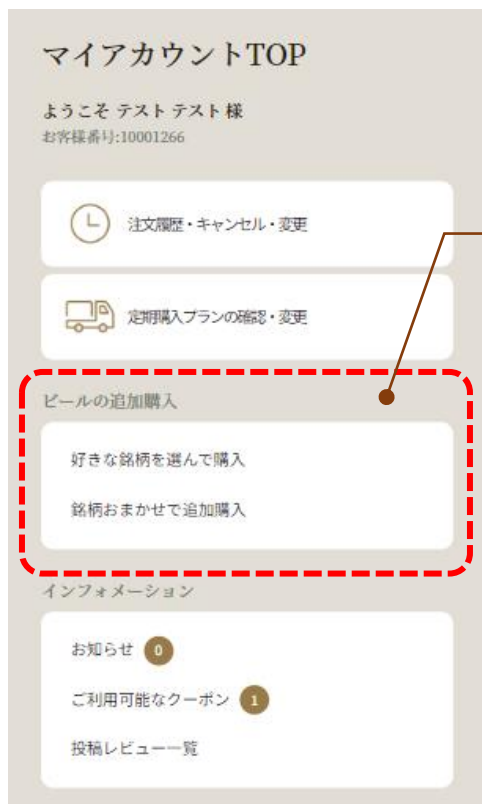 マイアカウントTOP
ようこそ テスト テスト 様
お客様番号:10001266
注文履歴・キャンセル・変更
定期購入プランの確認・変更
ビールの追加購入
好きな銘柄を選んで購入
銘柄おまかせで追加購入
インフォメーション
お知らせ 0
ご利用可能なクーポン 1
投稿レビュー一覧